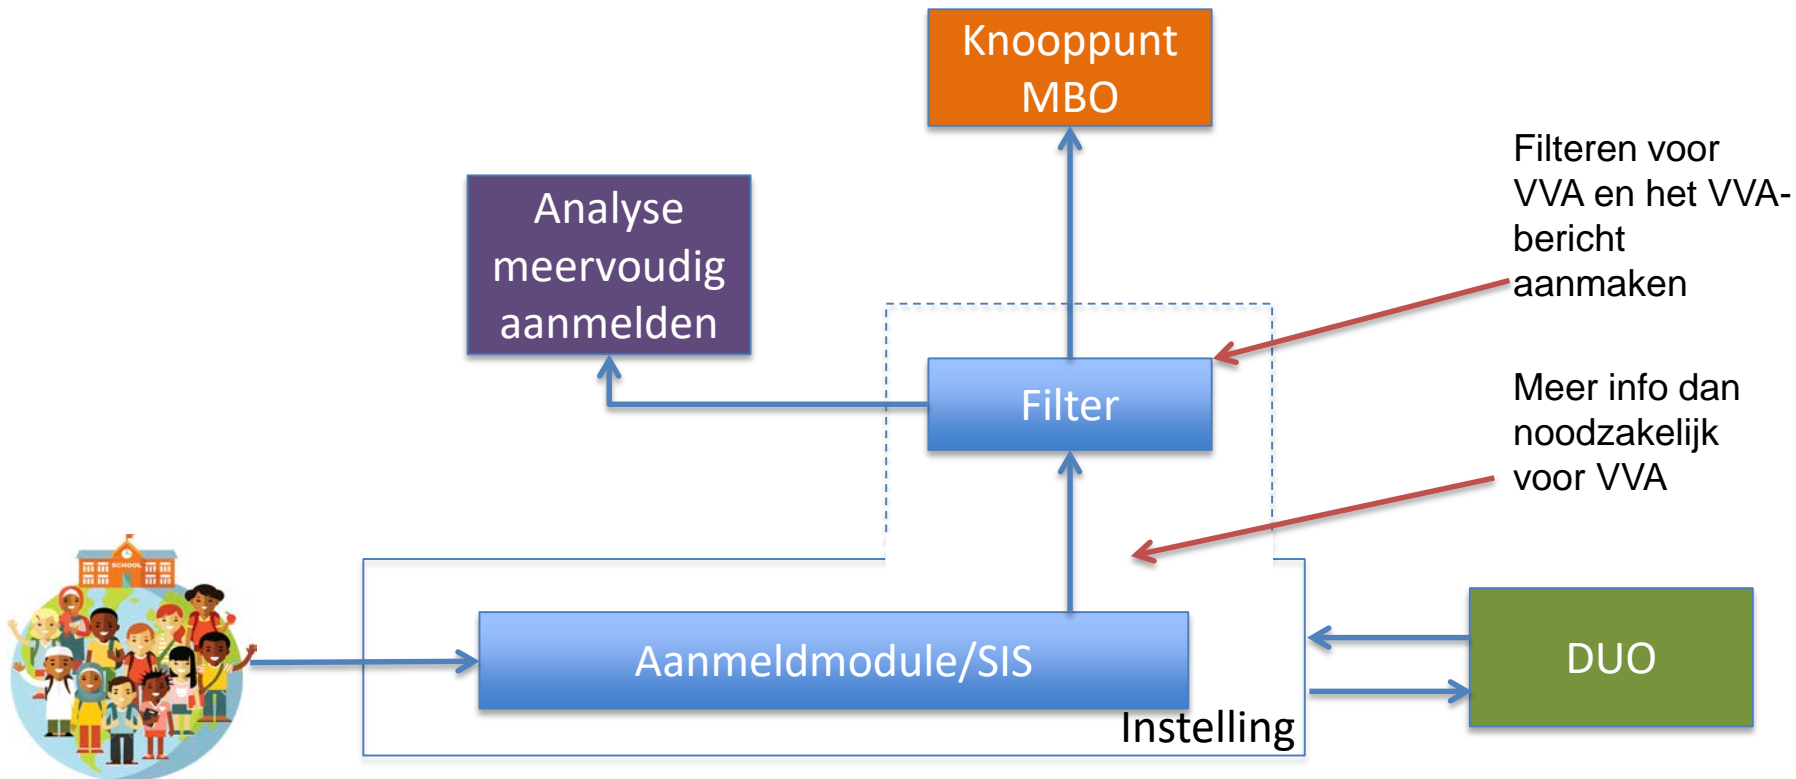 Knooppunt
MBO
Analyse
meervoudig
aanmelden
Filteren voor
VVA en het VVA-
bericht
aanmaken
Filter
Meer info dan
noodzakelijk
voor VVA
SCHOOL
Aanmeldmodule/SIS
Instelling
DUO